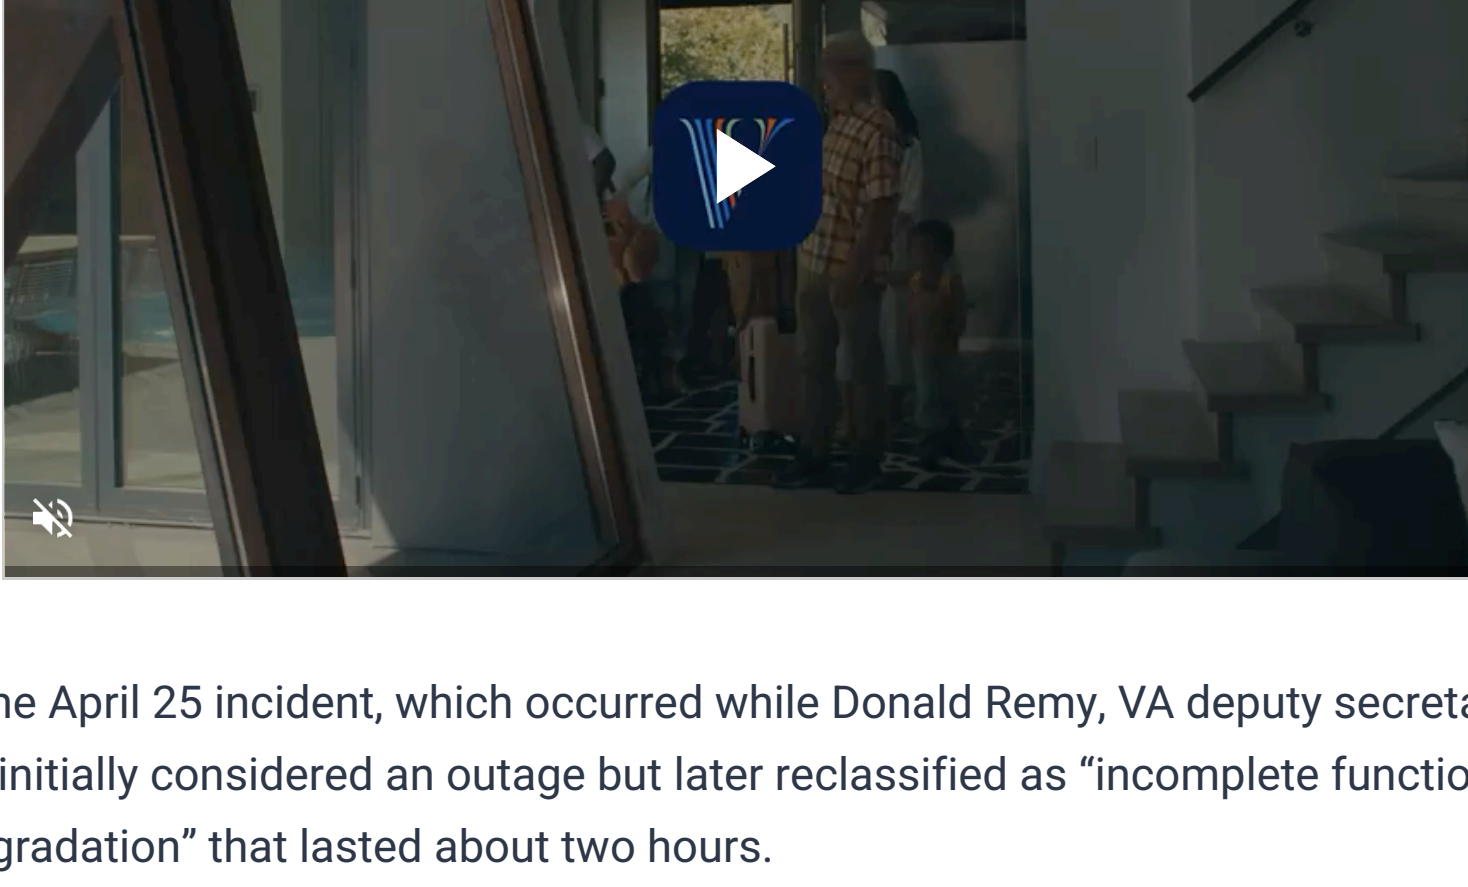 he April 25 incident, which occurred while Donald Remy, VA deputy secreta
initially considered an outage but later reclassified as “incomplete functio
gradation” that lasted about two hours.